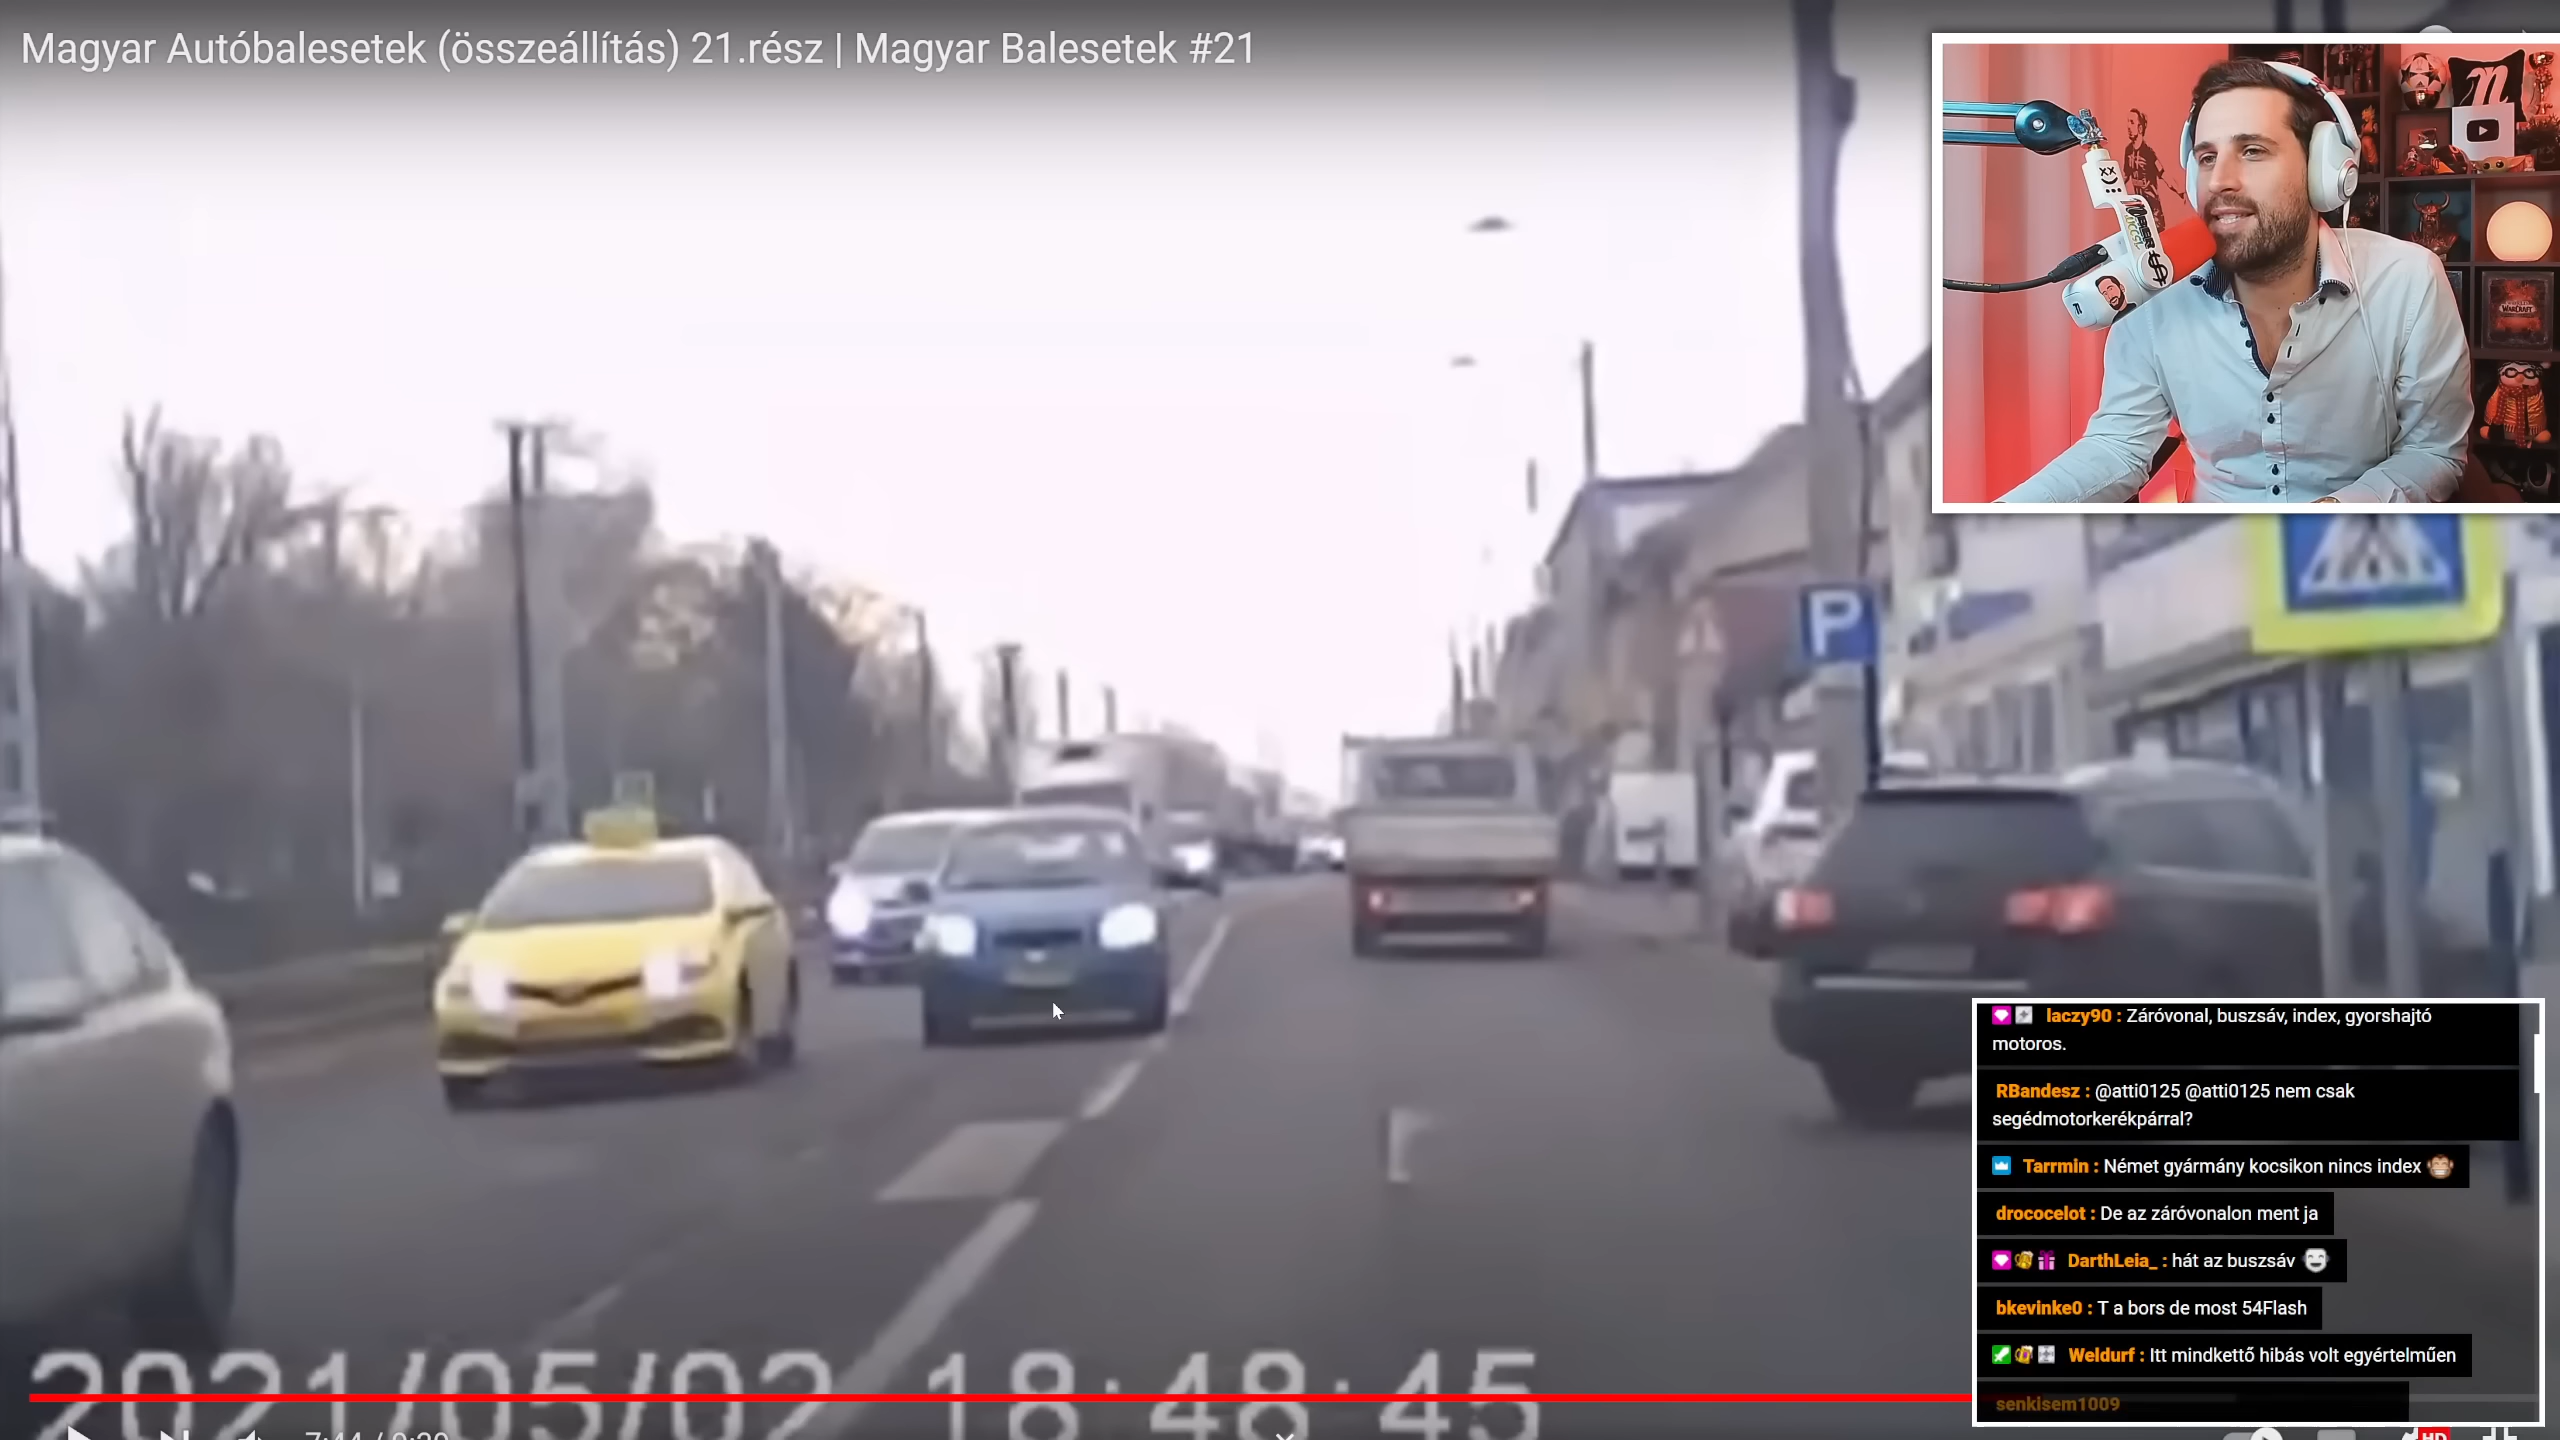 Magyar Autóbalesetek (összeállítás) 21.rész | Magyar Balesetek #21
P
laczy90 : Záróvonal, buszsáv, index, gyorshajtó
motoros.
RBandesz : @atti0125 @atti0125 nem csak
segédmotorkerékpárral?
Tarrmin : Német gyármány kocsikon nincs index
drococelot : De az záróvonalon ment ja
DarthLeia_ : hát az buszsáv
bkevinke0 : T a bors de most 54Flash
Weldurf : Itt mindkettő hibás volt egyértelműen
senkisem1009
2021/05/02 18:48:45
HD